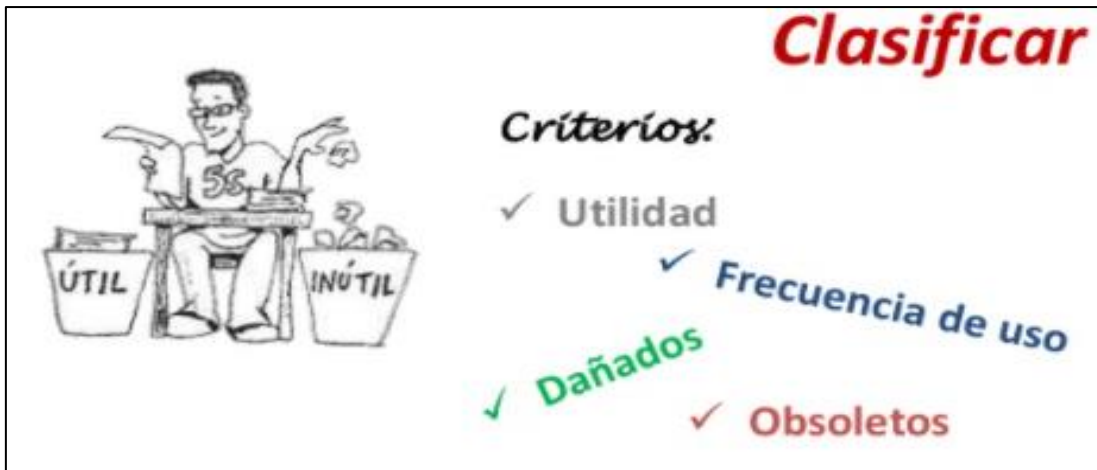 Clasificar
Criterios:
✓ Utilidad
✓ Frecuencia de uso
✓ Dañados
✓ Obsoletos
5S
ÚTIL
INÚTIL